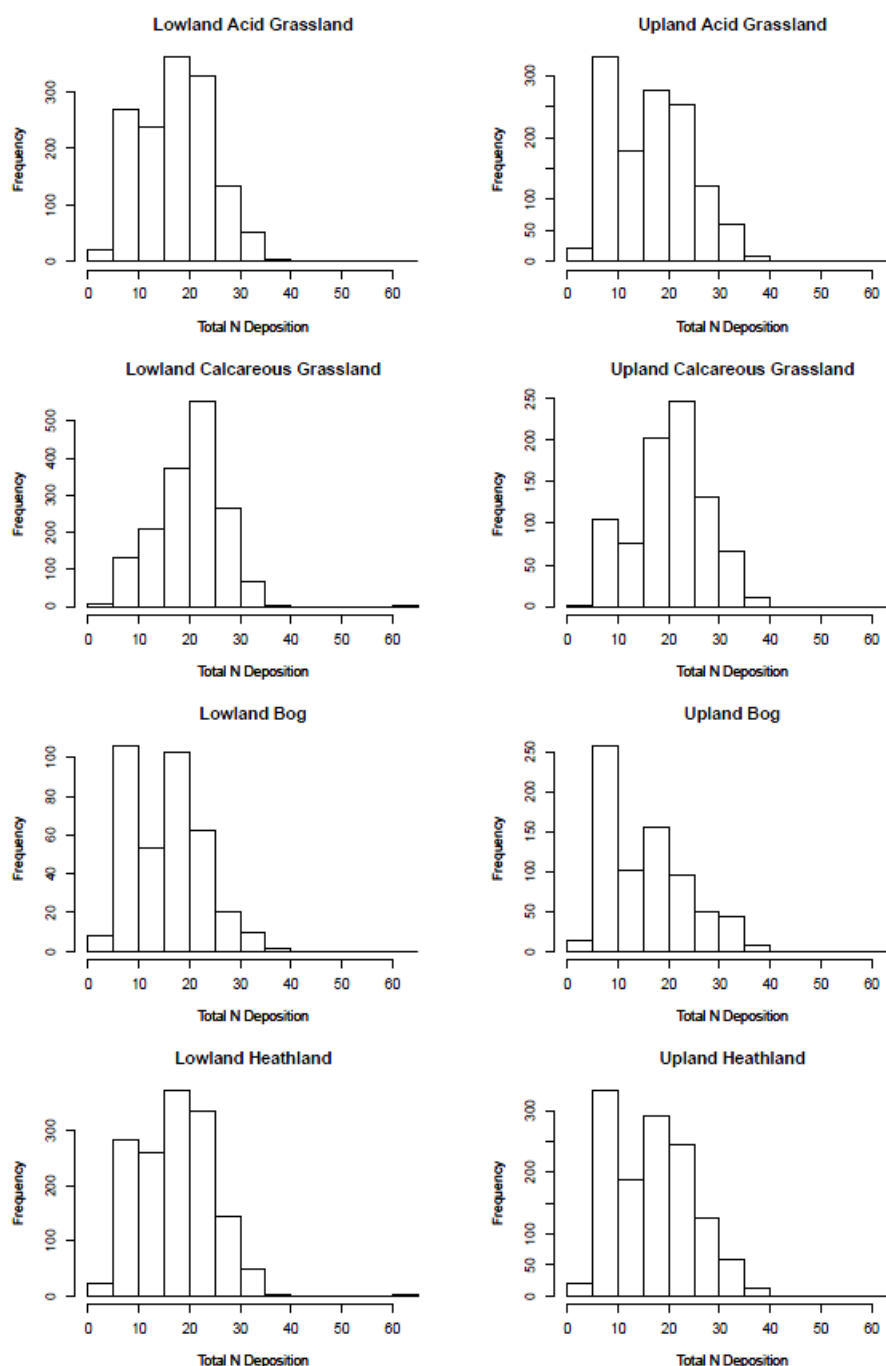 Lowland Acid Grassland
Frequency
300
200
100
0
0 10 20 30 40 50 60
Total N Deposition
Upland Acid Grassland
Frequency
300
200
100
50
0
0 10 20 30 40 50 60
Total N Deposition
Lowland Calcareous Grassland
Frequency
500
400
300
200
100
0
0 10 20 30 40 50 60
Total N Deposition
Upland Calcareous Grassland
Frequency
250
200
150
100
50
0
0 10 20 30 40 50 60
Total N Deposition
Lowland Bog
Frequency
100
80
60
40
20
0
0 10 20 30 40 50 60
Total N Deposition
Upland Bog
Frequency
250
200
150
100
50
0
0 10 20 30 40 50 60
Total N Deposition
Lowland Heathland
Frequency
300
200
100
0
0 10 20 30 40 50 60
Total N Deposition
Upland Heathland
Frequency
300
200
100
50
0
0 10 20 30 40 50 60
Total N Deposition